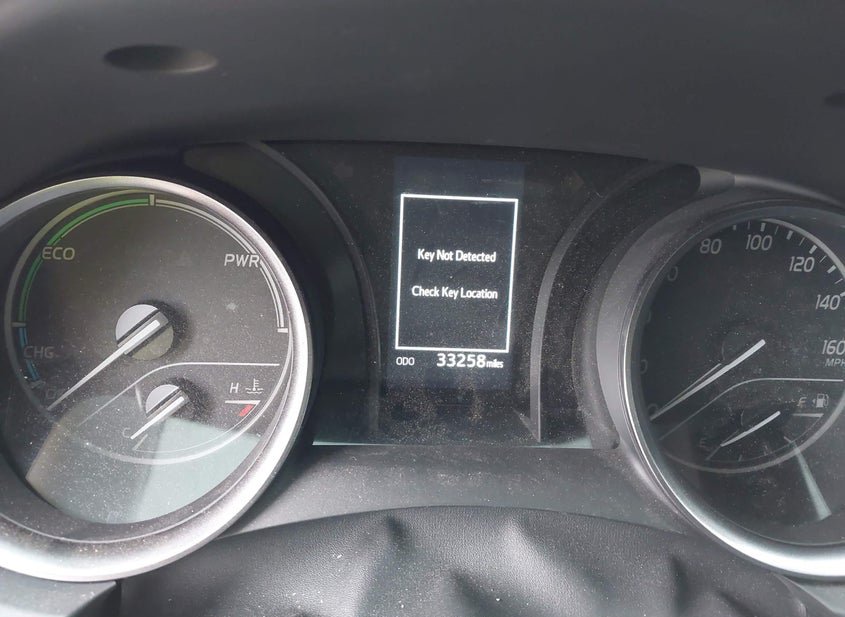 ECO
PWR
CHG
H
Key Not Detected
Check Key Location
ODO 33258 miles
80
100
120
140
160
MPH
F
E